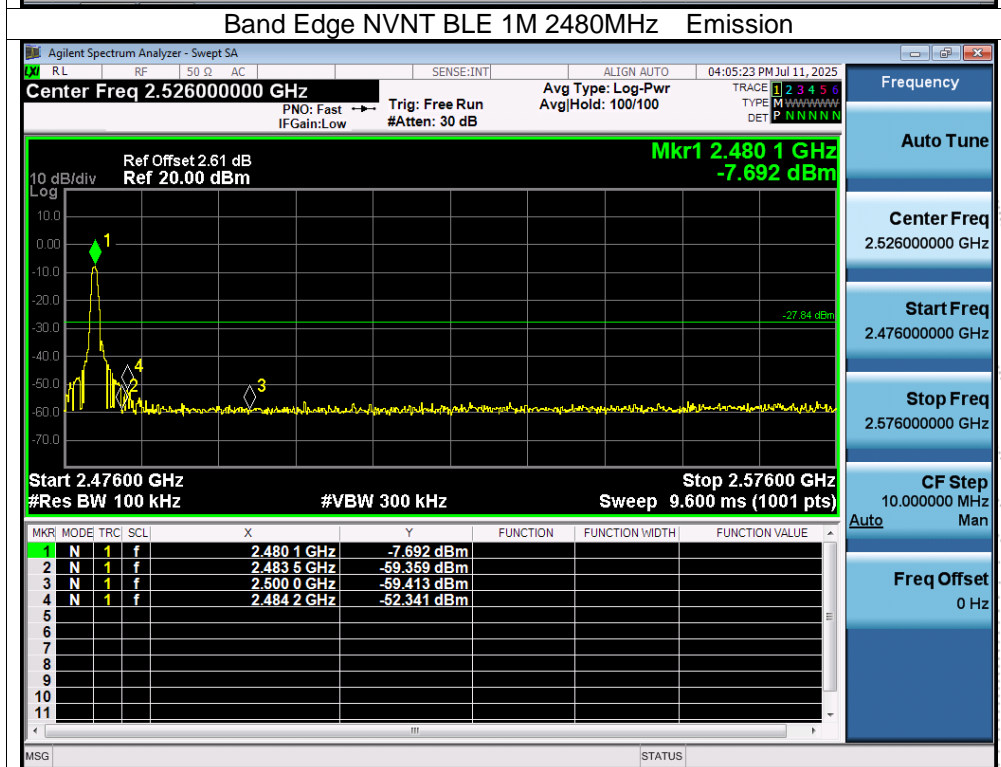 Band Edge NVNT BLE 1M 2480MHz Emission
Agilent Spectrum Analyzer - Swept SA
LXI RL RF 50 Ω AC SENSE:INT ALIGN AUTO 04:05:23 PM Jul 11, 2025
Center Freq 2.526000000 GHz
PNO: Fast
IFGain:Low
Trig: Free Run
#Atten: 30 dB
Avg Type: Log-Pwr
Avg|Hold: 100/100
TRACE 1 2 3 4 5 6
TYPE M WWWWW
DET P N N N N N
Ref Offset 2.61 dB
10 dB/div Ref 20.00 dBm
Log
Mkr1 2.480 1 GHz
-7.692 dBm
10.0
0.00
-10.0
-20.0
-30.0
-40.0
-50.0
-60.0
-70.0
1
-27.84 dBm
4
2
3
Start 2.47600 GHz Stop 2.57600 GHz
#Res BW 100 kHz #VBW 300 kHz Sweep 9.600 ms (1001 pts)
MKR MODE TRC SCL X Y FUNCTION FUNCTION WIDTH FUNCTION VALUE
1 N 1 f 2.480 1 GHz -7.692 dBm
2 N 1 f 2.483 5 GHz -59.359 dBm
3 N 1 f 2.500 0 GHz -59.413 dBm
4 N 1 f 2.484 2 GHz -52.341 dBm
5
6
7
8
9
10
11
MSG STATUS
Frequency
Auto Tune
Center Freq
2.526000000 GHz
Start Freq
2.476000000 GHz
Stop Freq
2.576000000 GHz
CF Step
10.000000 MHz
Auto Man
Freq Offset
0 Hz